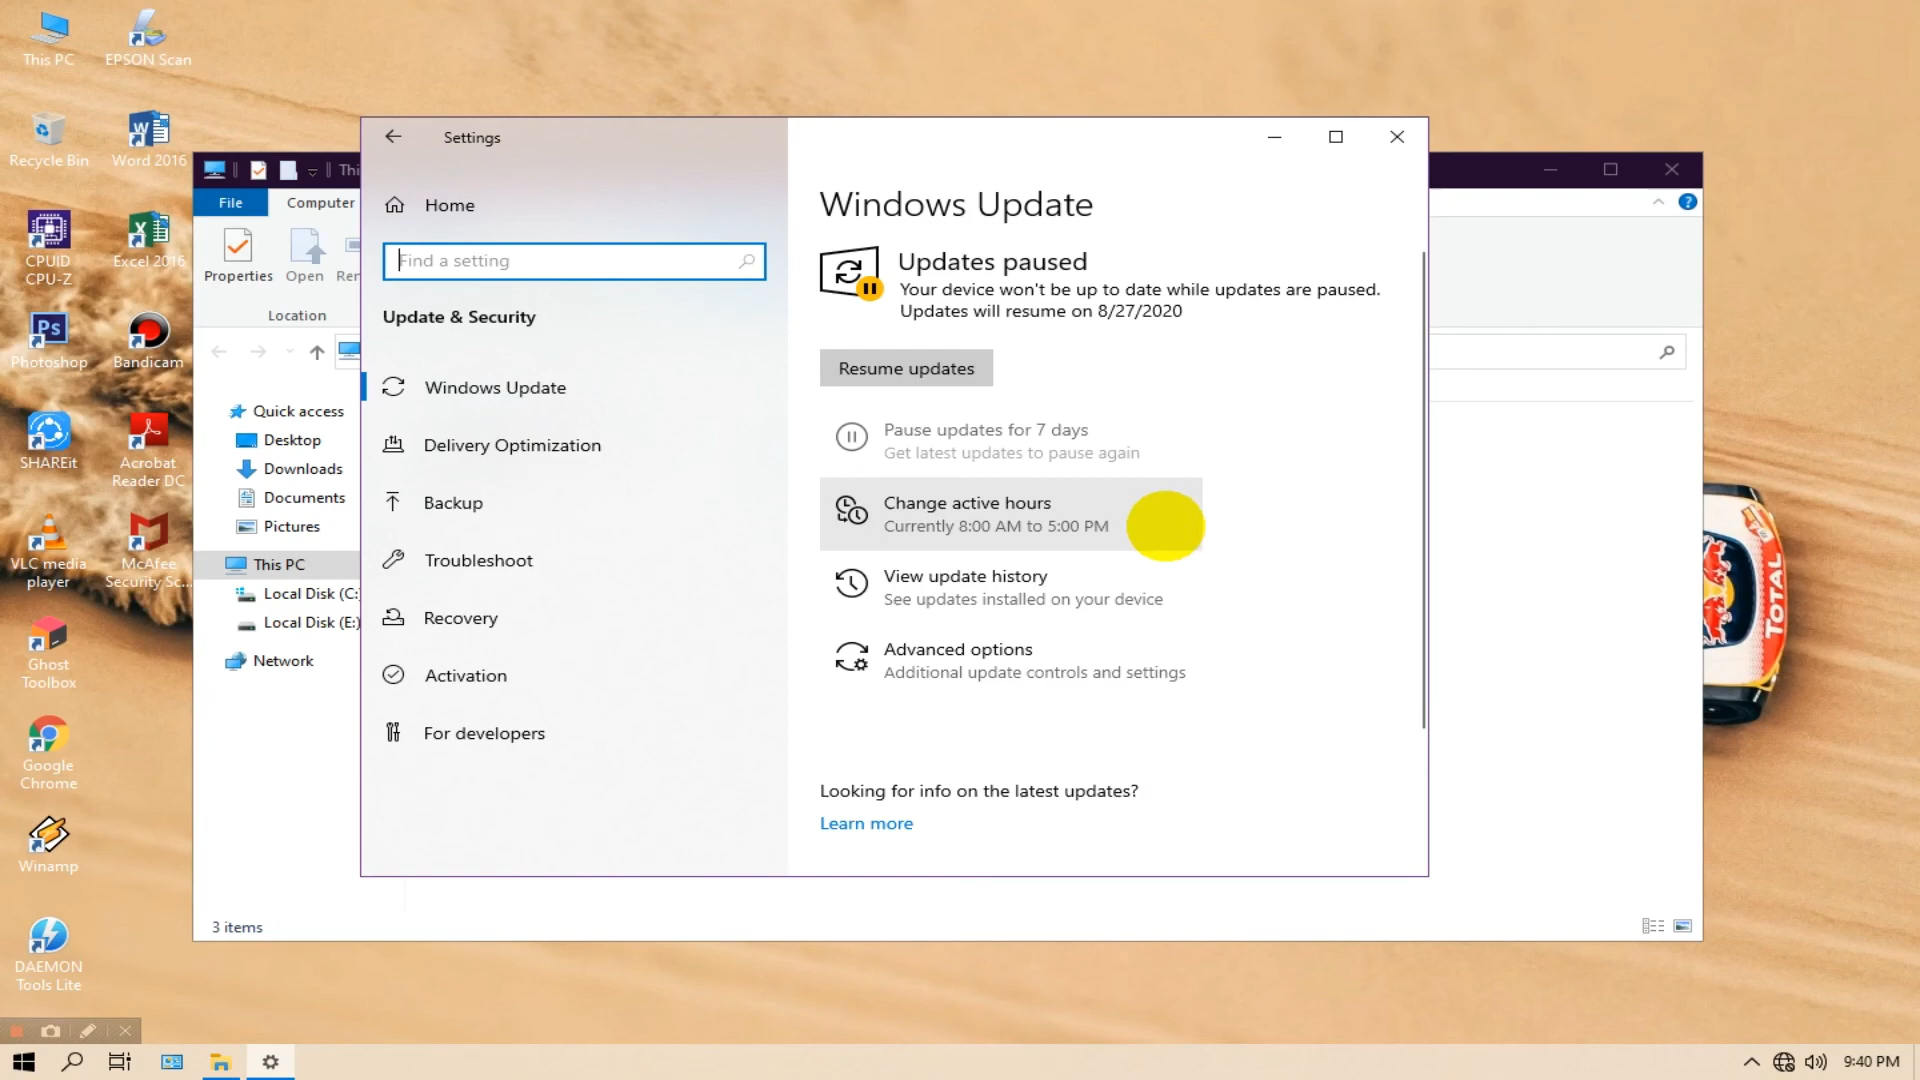 This PC
EPSON Scan
Recycle Bin
Word 2016
CPUID
CPU-Z
Excel 2016
Ps
Photoshop
Bandicam
SHAREit
Acrobat
Reader DC
VLC media
player
McAfee
Security Sc...
Ghost
Toolbox
Google
Chrome
Winamp
DAEMON
Tools Lite
File
Computer
Properties
Open
Location
Quick access
Desktop
Downloads
Documents
Pictures
This PC
Local Disk (C:)
Local Disk (E:)
Network
3 items
Settings
Home
Find a setting
Update & Security
Windows Update
Delivery Optimization
Backup
Troubleshoot
Recovery
Activation
For developers
Windows Update
Updates paused
Your device won't be up to date while updates are paused.
Updates will resume on 8/27/2020
Resume updates
Pause updates for 7 days
Get latest updates to pause again
Change active hours
Currently 8:00 AM to 5:00 PM
View update history
See updates installed on your device
Advanced options
Additional update controls and settings
Looking for info on the latest updates?
Learn more
TOTAL
9:40 PM